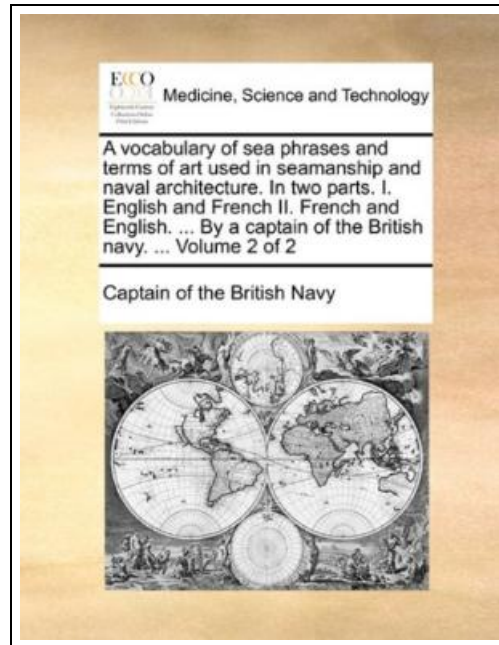 ECCO
Medicine, Science and Technology
A vocabulary of sea phrases and
terms of art used in seamanship and
naval architecture. In two parts. I.
English and French II. French and
English. ... By a captain of the British
navy. ... Volume 2 of 2
Captain of the British Navy